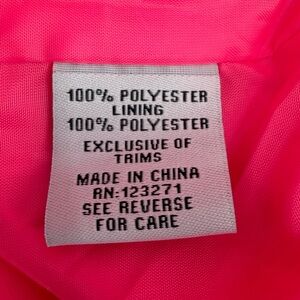 100% POLYESTER
LINING
100% POLYESTER
EXCLUSIVE OF
TRIMS
MADE IN CHINA
RN:123271
SEE REVERSE
FOR CARE